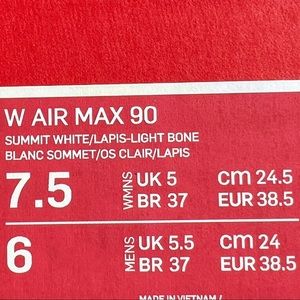 W AIR MAX 90
SUMMIT WHITE/LAPIS-LIGHT BONE
BLANC SOMMET/OS CLAIR/LAPIS
7.5 WMNS UK 5 cm 24.5
BR 37 EUR 38.5
6 MENS UK 5.5 cm 24
BR 37 EUR 38.5
MADE IN VIETNAM /